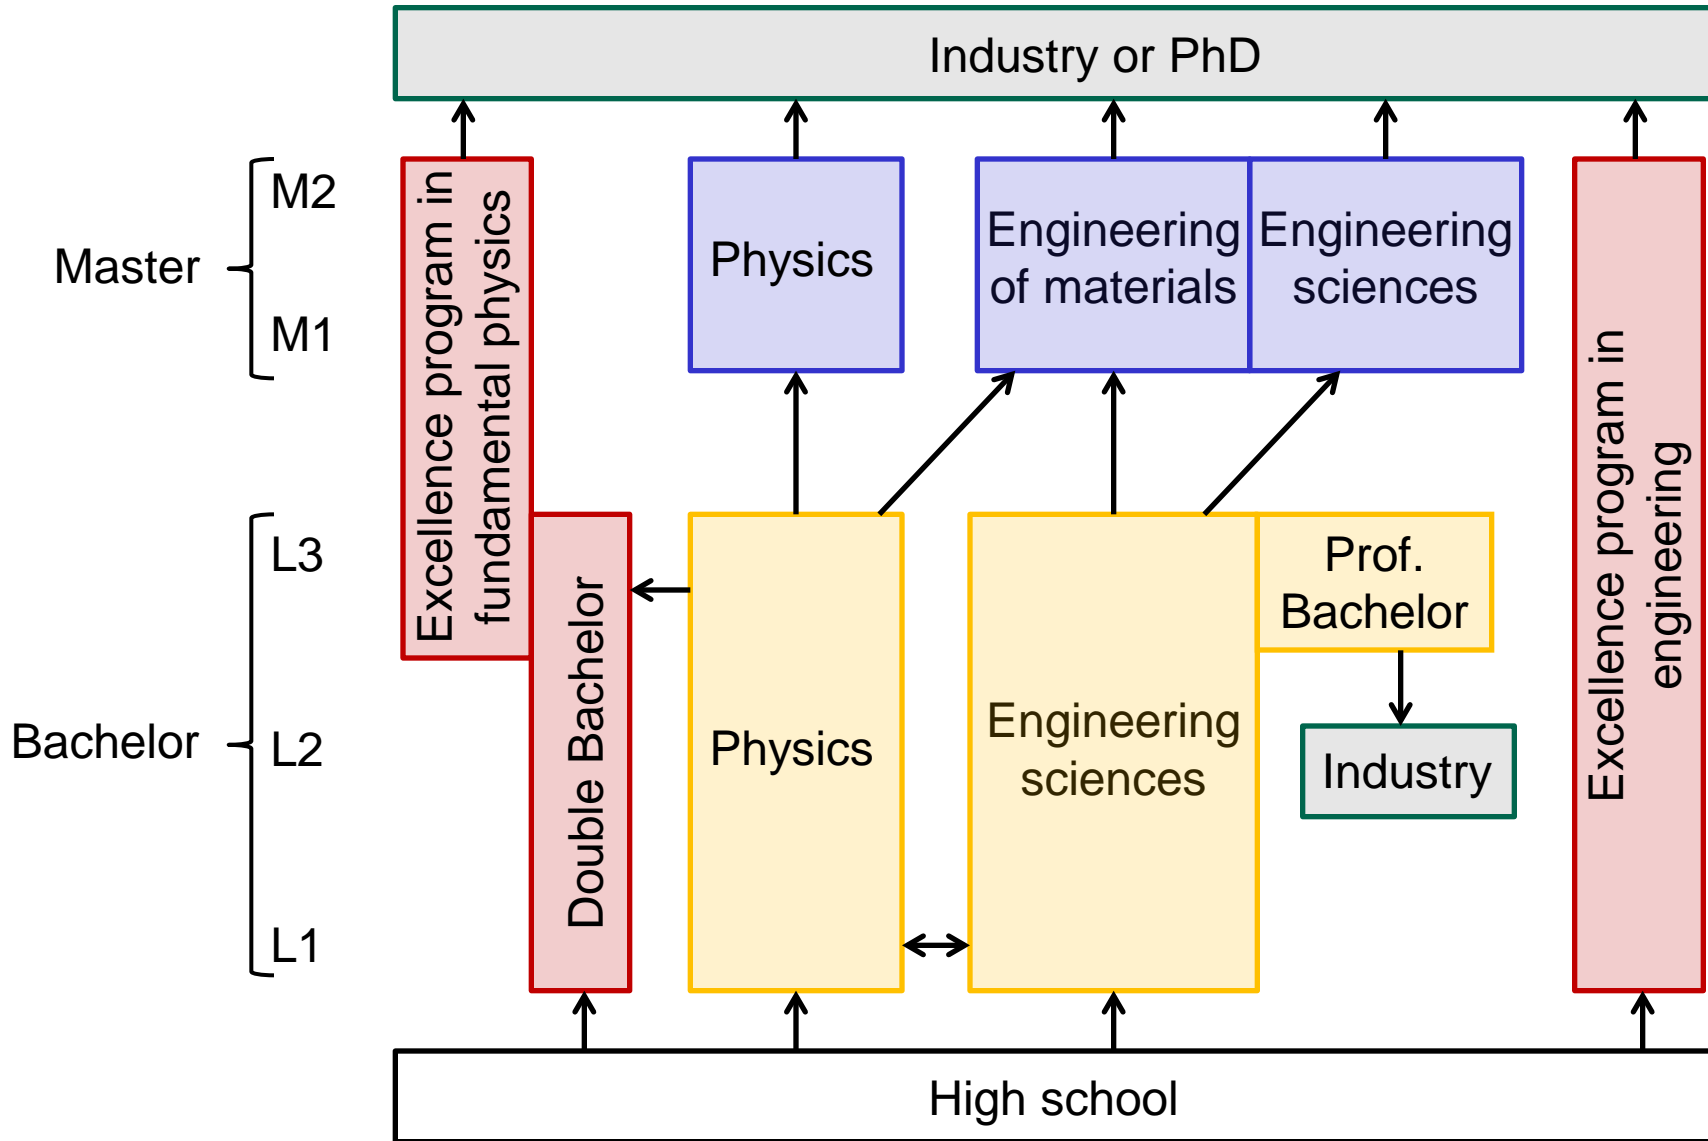 Industry or PhD
Master
M2
M1
Excellence program in
fundamental physics
Physics
Engineering
of materials
Engineering
sciences
Excellence program in
engineering
Bachelor
L3
L2
L1
Double Bachelor
Physics
Engineering
sciences
Prof.
Bachelor
Industry
High school